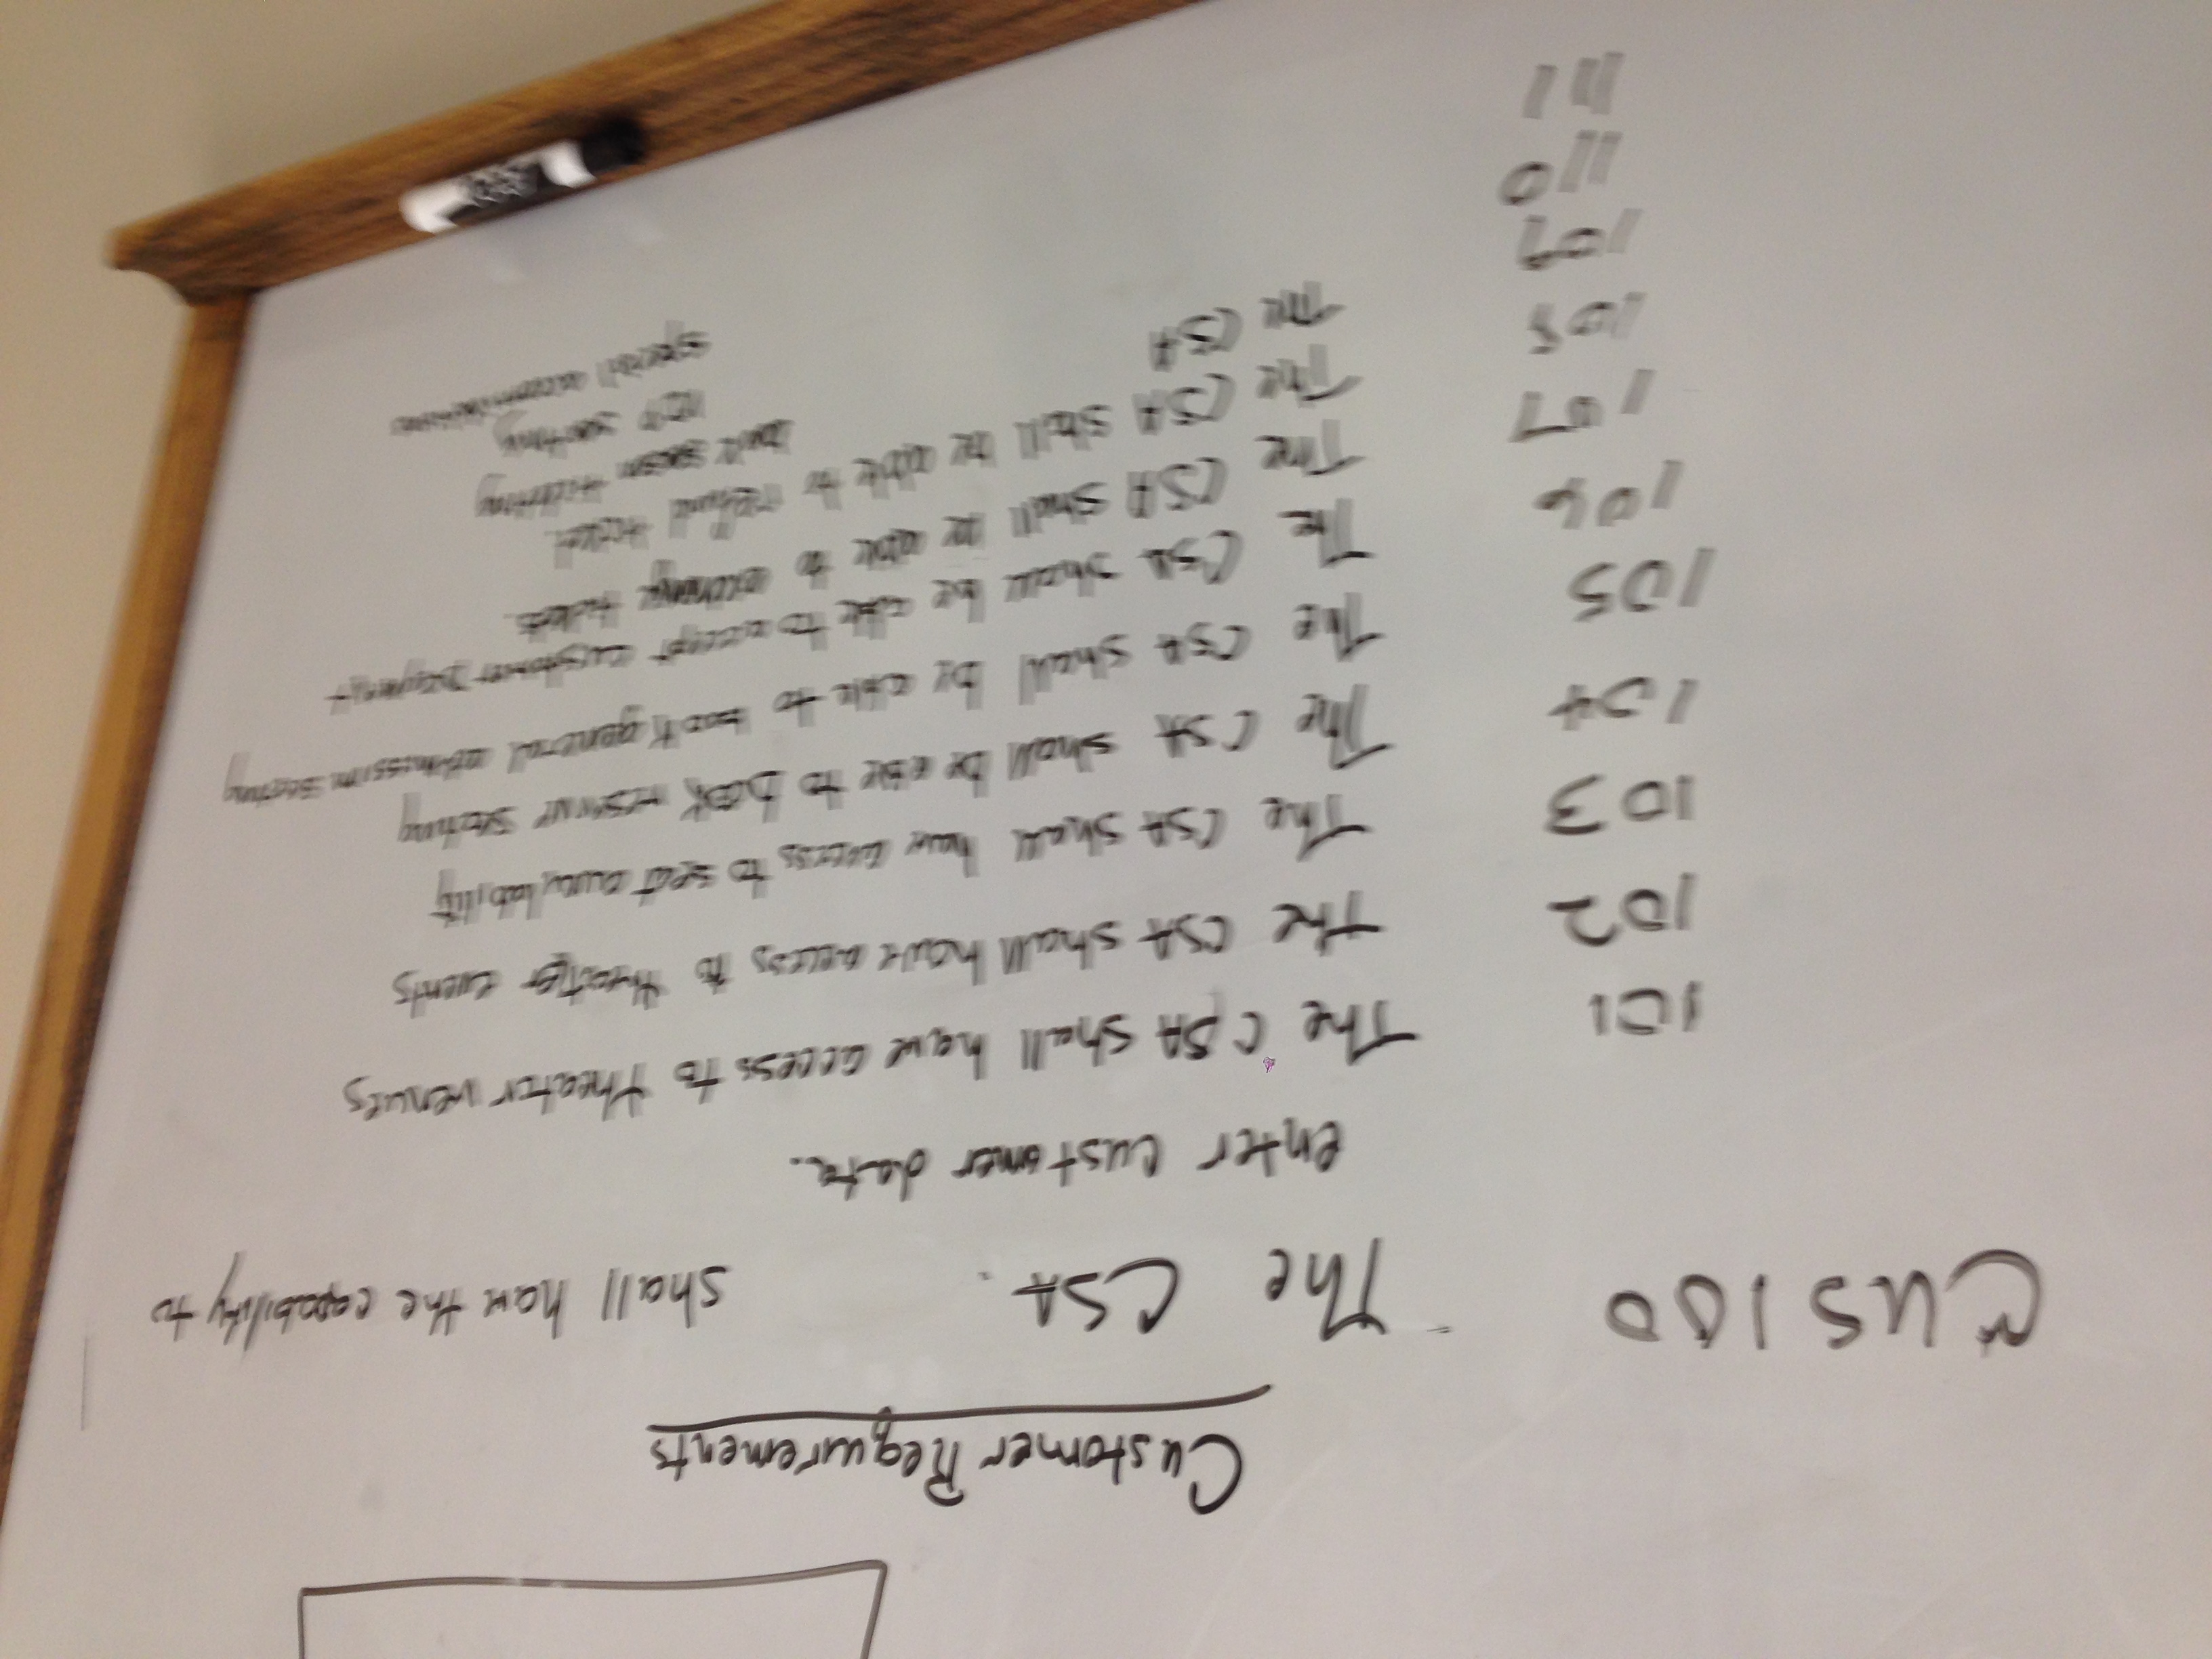 Customer Requirements
CUS 100 The CSA. shall have the capability to
enter customer data.
101 The CSA shall have access to theater venues
102 The CSA shall have access to theater events
103 The CSA shall have access to seat availability
104 The CSA shall be able to book reserve seating
105 The CSA shall be able to book general admission seating
106 The CSA shall be able to accept customer payment
107 The CSA shall be able to exchange tickets.
108 The CSA shall be able to refund ticket.
109 The CSA book season ticketing
110 seating
111 special